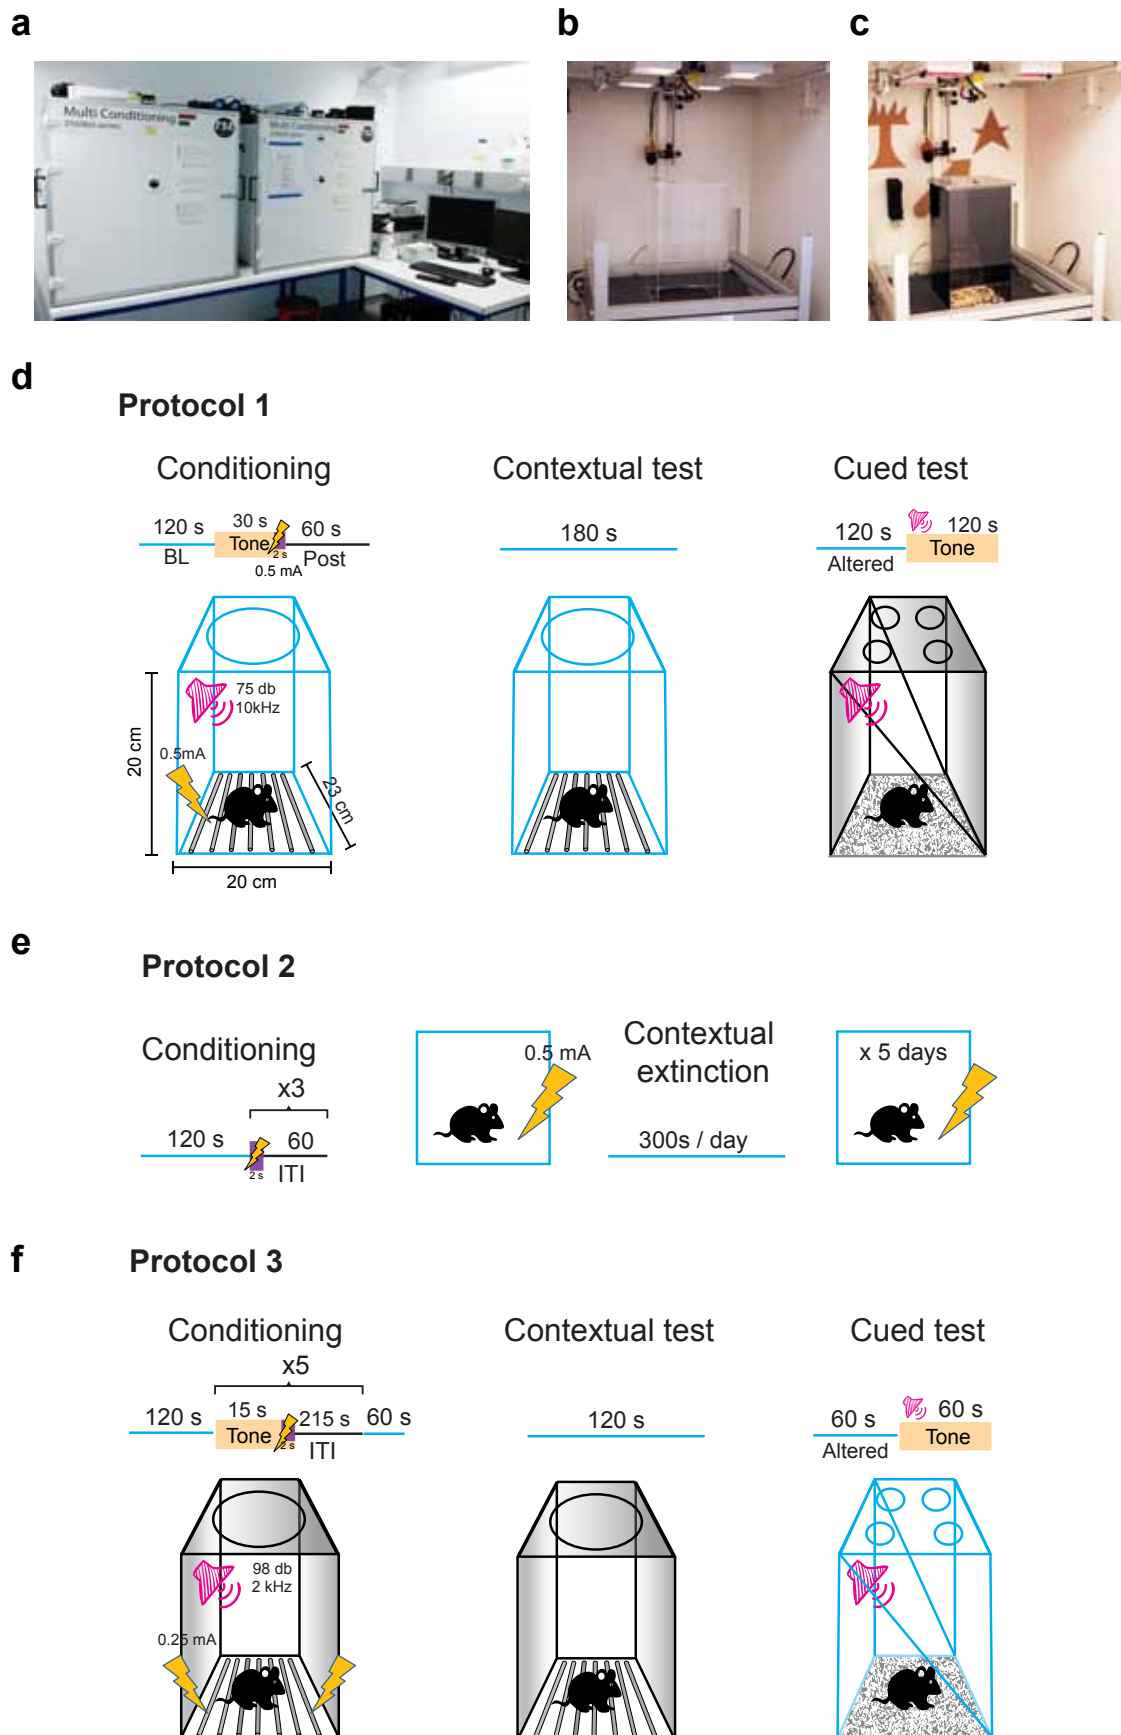 a
b
c
Multi Conditioning
Multi Conditioning
d
Protocol 1
Conditioning
Contextual test
Cued test
120 s
30 s
60 s
BL
Tone
2 s
Post
0.5 mA
180 s
120 s
120 s
Altered
Tone
75 db
10kHz
0.5mA
20 cm
23 cm
20 cm
e
Protocol 2
Conditioning
x3
120 s
60
2 s
ITI
0.5 mA
Contextual
extinction
300s / day
x 5 days
f
Protocol 3
Conditioning
Contextual test
Cued test
x5
120 s
15 s
215 s
60 s
Tone
2 s
ITI
120 s
60 s
60 s
Altered
Tone
98 db
2 kHz
0.25 mA